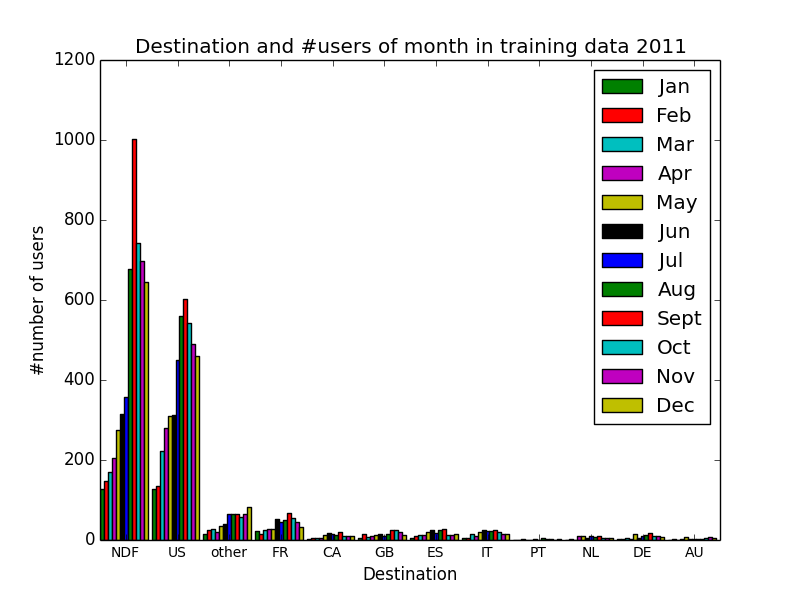 Destination and #users of month in training data 2011
1200
1000
800
600
400
200
0
#number of users
Jan
Feb
Mar
Apr
May
Jun
Jul
Aug
Sept
Oct
Nov
Dec
NDF US other FR CA GB ES IT PT NL DE AU
Destination